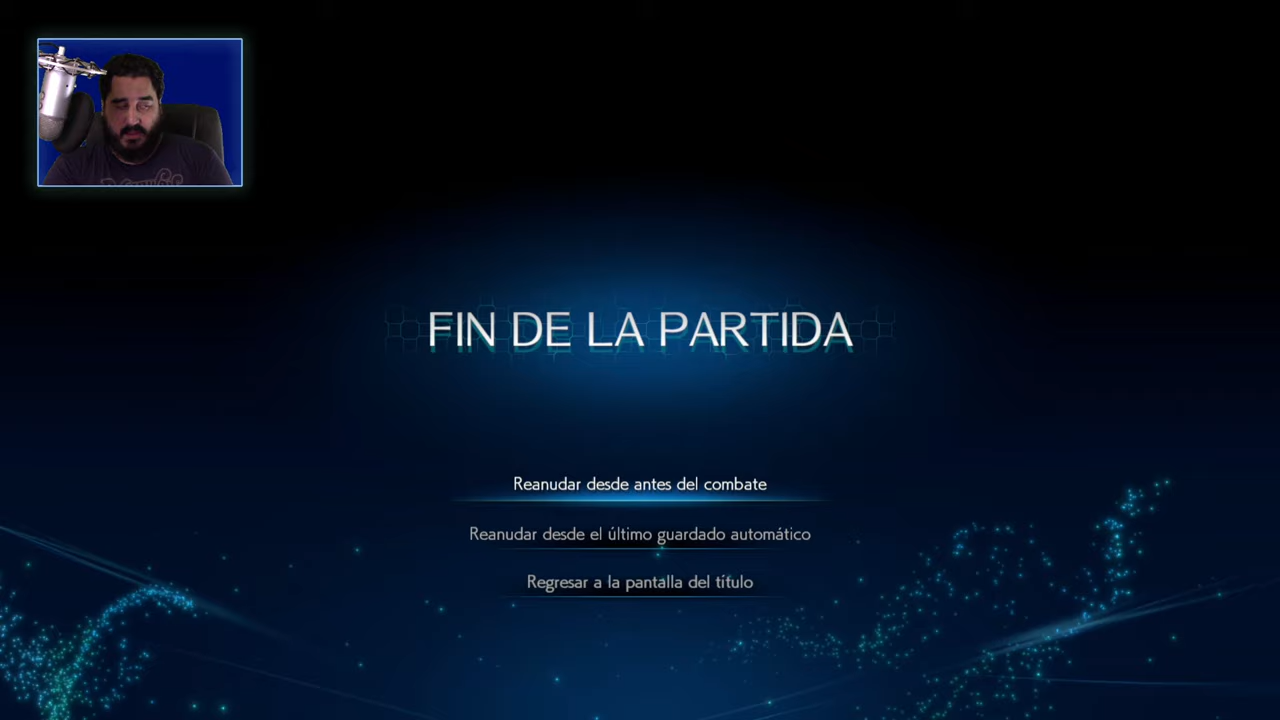 FIN DE LA PARTIDA
Reanudar desde antes del combate
Reanudar desde el último guardado automático
Regresar a la pantalla del título